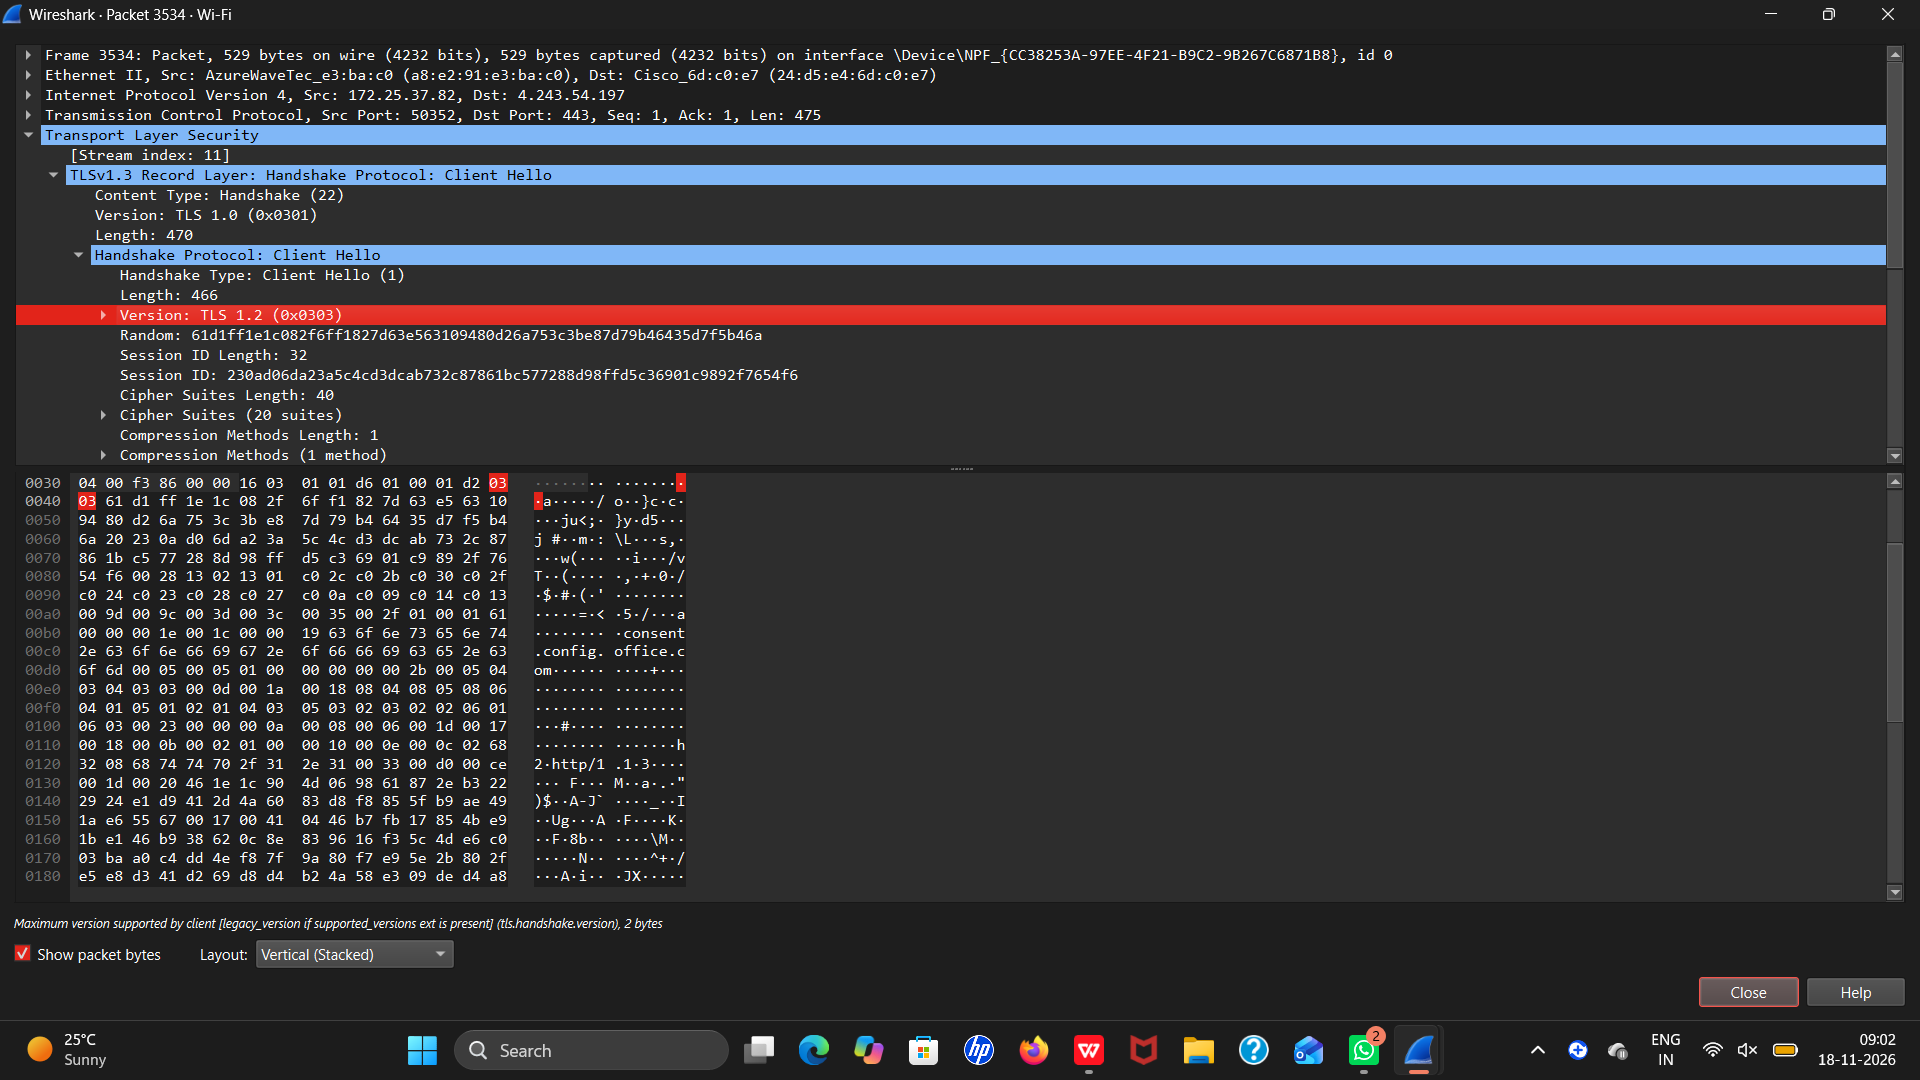 Wireshark · Packet 3534 · Wi-Fi
Frame 3534: Packet, 529 bytes on wire (4232 bits), 529 bytes captured (4232 bits) on interface \Device\NPF_{CC38253A-97EE-4F21-B9C2-9B267C6871B8}, id 0
Ethernet II, Src: AzureWaveTec_e3:ba:c0 (a8:e2:91:e3:ba:c0), Dst: Cisco_6d:c0:e7 (24:d5:e4:6d:c0:e7)
Internet Protocol Version 4, Src: 172.25.37.82, Dst: 4.243.54.197
Transmission Control Protocol, Src Port: 50352, Dst Port: 443, Seq: 1, Ack: 1, Len: 475
Transport Layer Security
[Stream index: 11]
TLSv1.3 Record Layer: Handshake Protocol: Client Hello
Content Type: Handshake (22)
Version: TLS 1.0 (0x0301)
Length: 470
Handshake Protocol: Client Hello
Handshake Type: Client Hello (1)
Length: 466
Version: TLS 1.2 (0x0303)
Random: 61d1ff1e1c082f6ff1827d63e563109480d26a753c3be87d79b46435d7f5b46a
Session ID Length: 32
Session ID: 230ad06da23a5c4cd3dcab732c87861bc577288d98ffd5c36901c9892f7654f6
Cipher Suites Length: 40
Cipher Suites (20 suites)
Compression Methods Length: 1
Compression Methods (1 method)
0030 04 00 f3 86 00 00 16 03 01 01 d6 01 00 01 d2 03 ········ ········
0040 03 61 d1 ff 1e 1c 08 2f 6f f1 82 7d 63 e5 63 10 ·a·····/ o··}c·c·
0050 94 80 d2 6a 75 3c 3b e8 7d 79 b4 64 35 d7 f5 b4 ···ju<;· }y·d5···
0060 6a 20 23 0a d0 6d a2 3a 5c 4c d3 dc ab 73 2c 87 j #··m·: \L···s,·
0070 86 1b c5 77 28 8d 98 ff d5 c3 69 01 c9 89 2f 76 ···w(··· ··i···/v
0080 54 f6 00 28 13 02 13 01 c0 2c c0 2b c0 30 c0 2f T··(···· ·,·+·0·/
0090 c0 24 c0 23 c0 28 c0 27 c0 0a c0 09 c0 14 c0 13 ·$·#·(·' ········
00a0 00 9d 00 9c 00 3d 00 3c 00 35 00 2f 01 00 01 61 ·····=·< ·5·/···a
00b0 00 00 00 1e 00 1c 00 00 19 63 6f 6e 73 65 6e 74 ········ ·consent
00c0 2e 63 6f 6e 66 69 67 2e 6f 66 66 69 63 65 2e 63 .config. office.c
00d0 6f 6d 00 05 00 05 01 00 00 00 00 00 2b 00 05 04 om······ ····+···
00e0 03 04 03 03 00 0d 00 1a 00 18 08 04 08 05 08 06 ········ ········
00f0 04 01 05 01 02 01 04 03 05 03 02 03 02 02 06 01 ········ ········
0100 06 03 00 23 00 00 00 0a 00 08 00 06 00 1d 00 17 ···#···· ········
0110 00 18 00 0b 00 02 01 00 00 10 00 0e 00 0c 02 68 ········ ·······h
0120 32 08 68 74 74 70 2f 31 2e 31 00 33 00 d0 00 ce 2·http/1 .1·3····
0130 00 1d 00 20 46 1e 1c 90 4d 06 98 61 87 2e b3 22 ··· F··· M··a·.·"
0140 29 24 e1 d9 41 2d 4a 60 83 d8 f8 85 5f b9 ae 49 )$··A-J` ····_··I
0150 1a e6 55 67 00 17 00 41 04 46 b7 fb 17 85 4b e9 ··Ug···A ·F····K·
0160 1b e1 46 b9 38 62 0c 8e 83 96 16 f3 5c 4d e6 c0 ··F·8b·· ····\M··
0170 03 ba a0 c4 dd 4e f8 7f 9a 80 f7 e9 5e 2b 80 2f ·····N·· ····^+·/
0180 e5 e8 d3 41 d2 69 d8 d4 b2 4a 58 e3 09 de d4 a8 ···A·i·· ·JX·····
Maximum version supported by client [legacy_version if supported_versions ext is present] (tls.handshake.version), 2 bytes
Show packet bytes Layout: Vertical (Stacked)
Close Help
25°C
Sunny
Search
hp
W
2
ENG
IN
09:02
18-11-2026